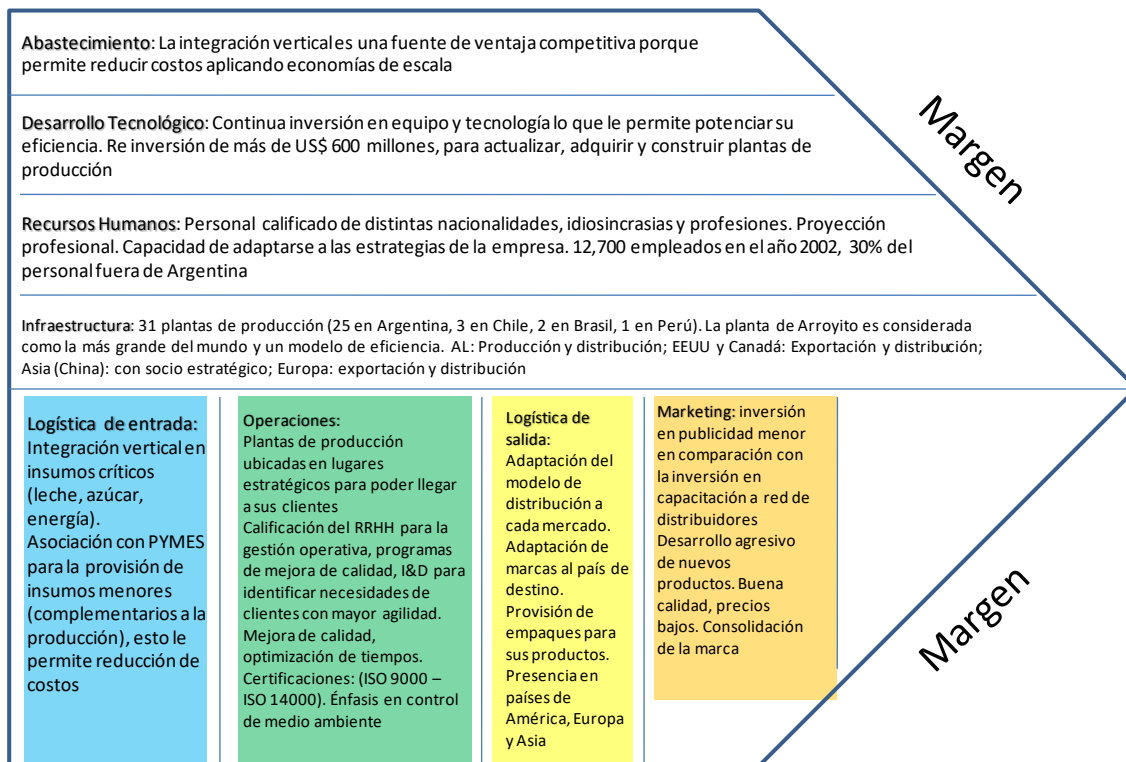 Abastecimiento: La integración vertical es una fuente de ventaja competitiva porque
permite reducir costos aplicando economías de escala
Desarrollo Tecnológico: Continua inversión en equipo y tecnología lo que le permite potenciar su
eficiencia. Re inversión de más de US$ 600 millones, para actualizar, adquirir y construir plantas de
producción
Recursos Humanos: Personal calificado de distintas nacionalidades, idiosincrasias y profesiones. Proyección
profesional. Capacidad de adaptarse a las estrategias de la empresa. 12,700 empleados en el año 2002, 30% del
personal fuera de Argentina
Infraestructura: 31 plantas de producción (25 en Argentina, 3 en Chile, 2 en Brasil, 1 en Perú). La planta de Arroyito es considerada
como la más grande del mundo y un modelo de eficiencia. AL: Producción y distribución; EEUU y Canadá: Exportación y distribución;
Asia (China): con socio estratégico; Europa: exportación y distribución
Margen
Logística de entrada:
Integración vertical en
insumos críticos
(leche, azúcar,
energía).
Asociación con PYMES
para la provisión de
insumos menores
(complementarios a la
producción), esto le
permite reducción de
costos
Operaciones:
Plantas de producción
ubicadas en lugares
estratégicos para poder llegar
a sus clientes
Calificación del RRHH para la
gestión operativa, programas
de mejora de calidad, I&D para
identificar necesidades de
clientes con mayor agilidad.
Mejora de calidad,
optimización de tiempos.
Certificaciones: (ISO 9000 –
ISO 14000). Énfasis en control
de medio ambiente
Logística de
salida:
Adaptación del
modelo de
distribución a
cada mercado.
Adaptación de
marcas al país de
destino.
Provisión de
empaques para
sus productos.
Presencia en
países de
América, Europa
y Asia
Marketing: inversión
en publicidad menor
en comparación con
la inversión en
capacitación a red de
distribuidores
Desarrollo agresivo
de nuevos
productos. Buena
calidad, precios
bajos. Consolidación
de la marca
Margen